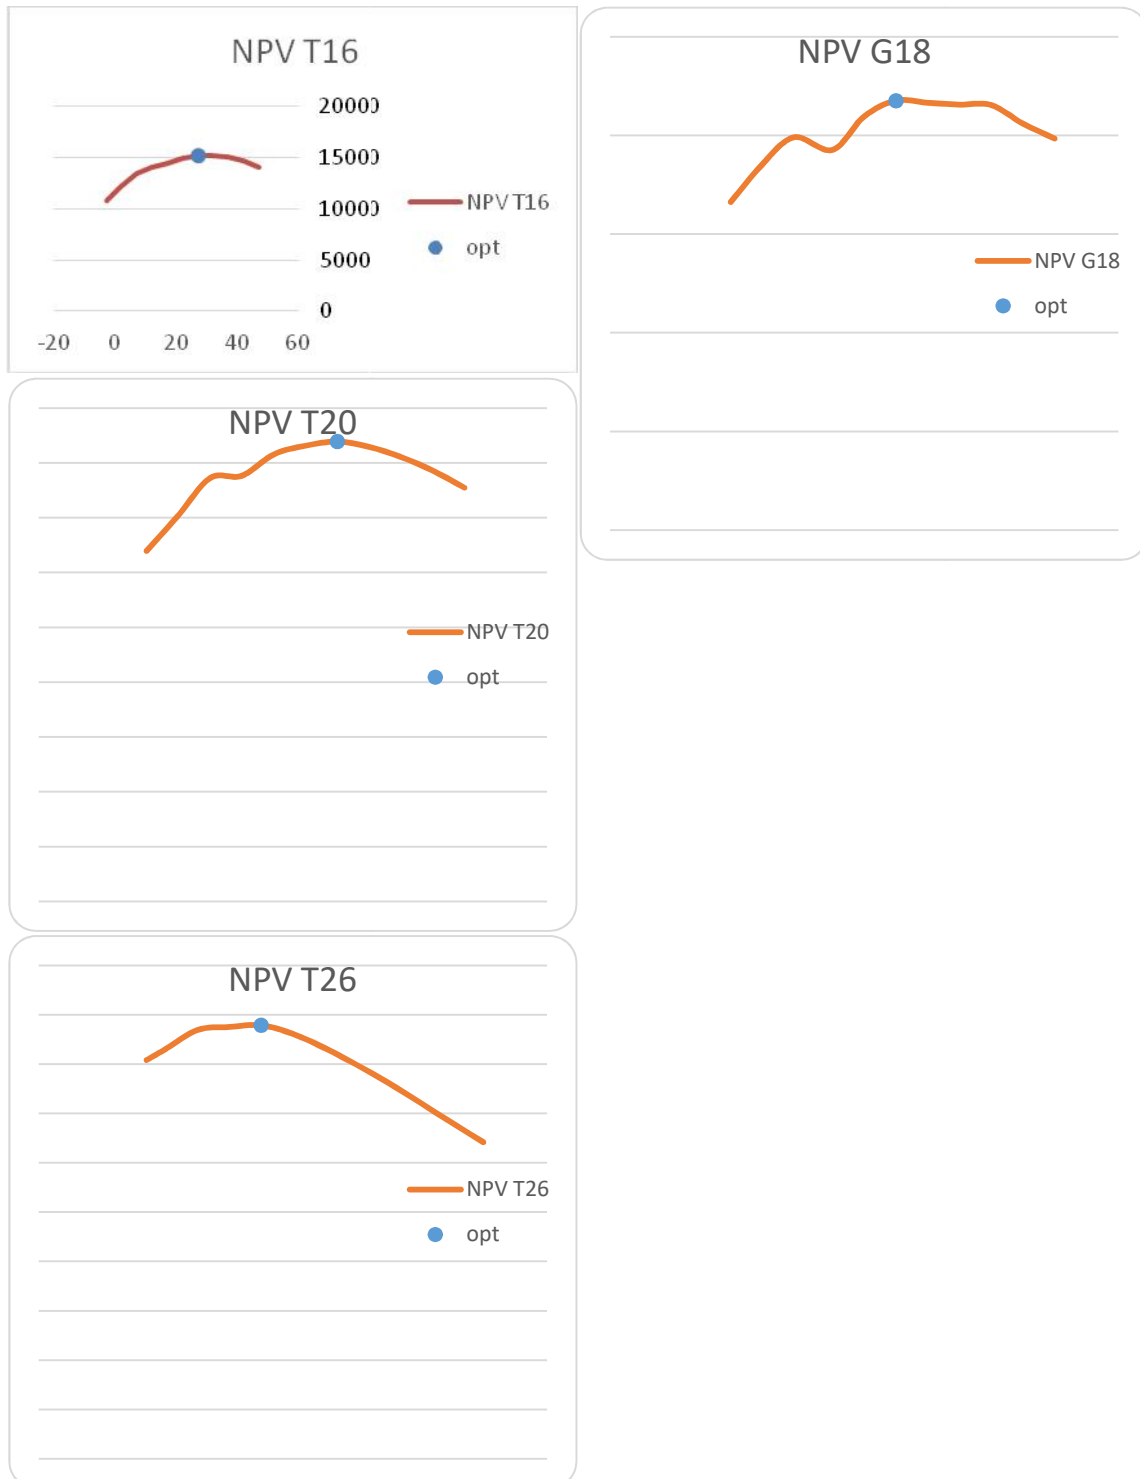 NPV T16
20000
15000
10000
5000
0
-20 0 20 40 60
NPV T16
opt
NPV G18
NPV G18
opt
NPV T20
NPV T20
opt
NPV T26
NPV T26
opt